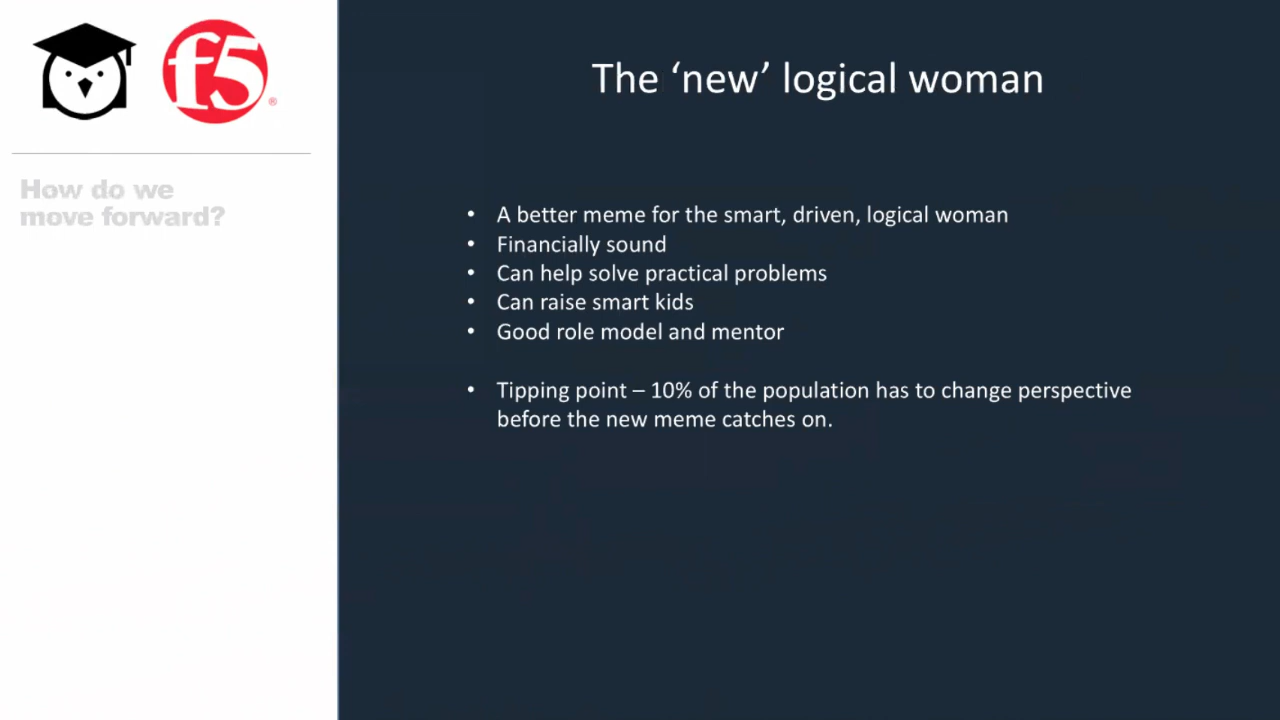 f5
®
How do we
move forward?
The ‘new’ logical woman
• A better meme for the smart, driven, logical woman
• Financially sound
• Can help solve practical problems
• Can raise smart kids
• Good role model and mentor
• Tipping point – 10% of the population has to change perspective
before the new meme catches on.